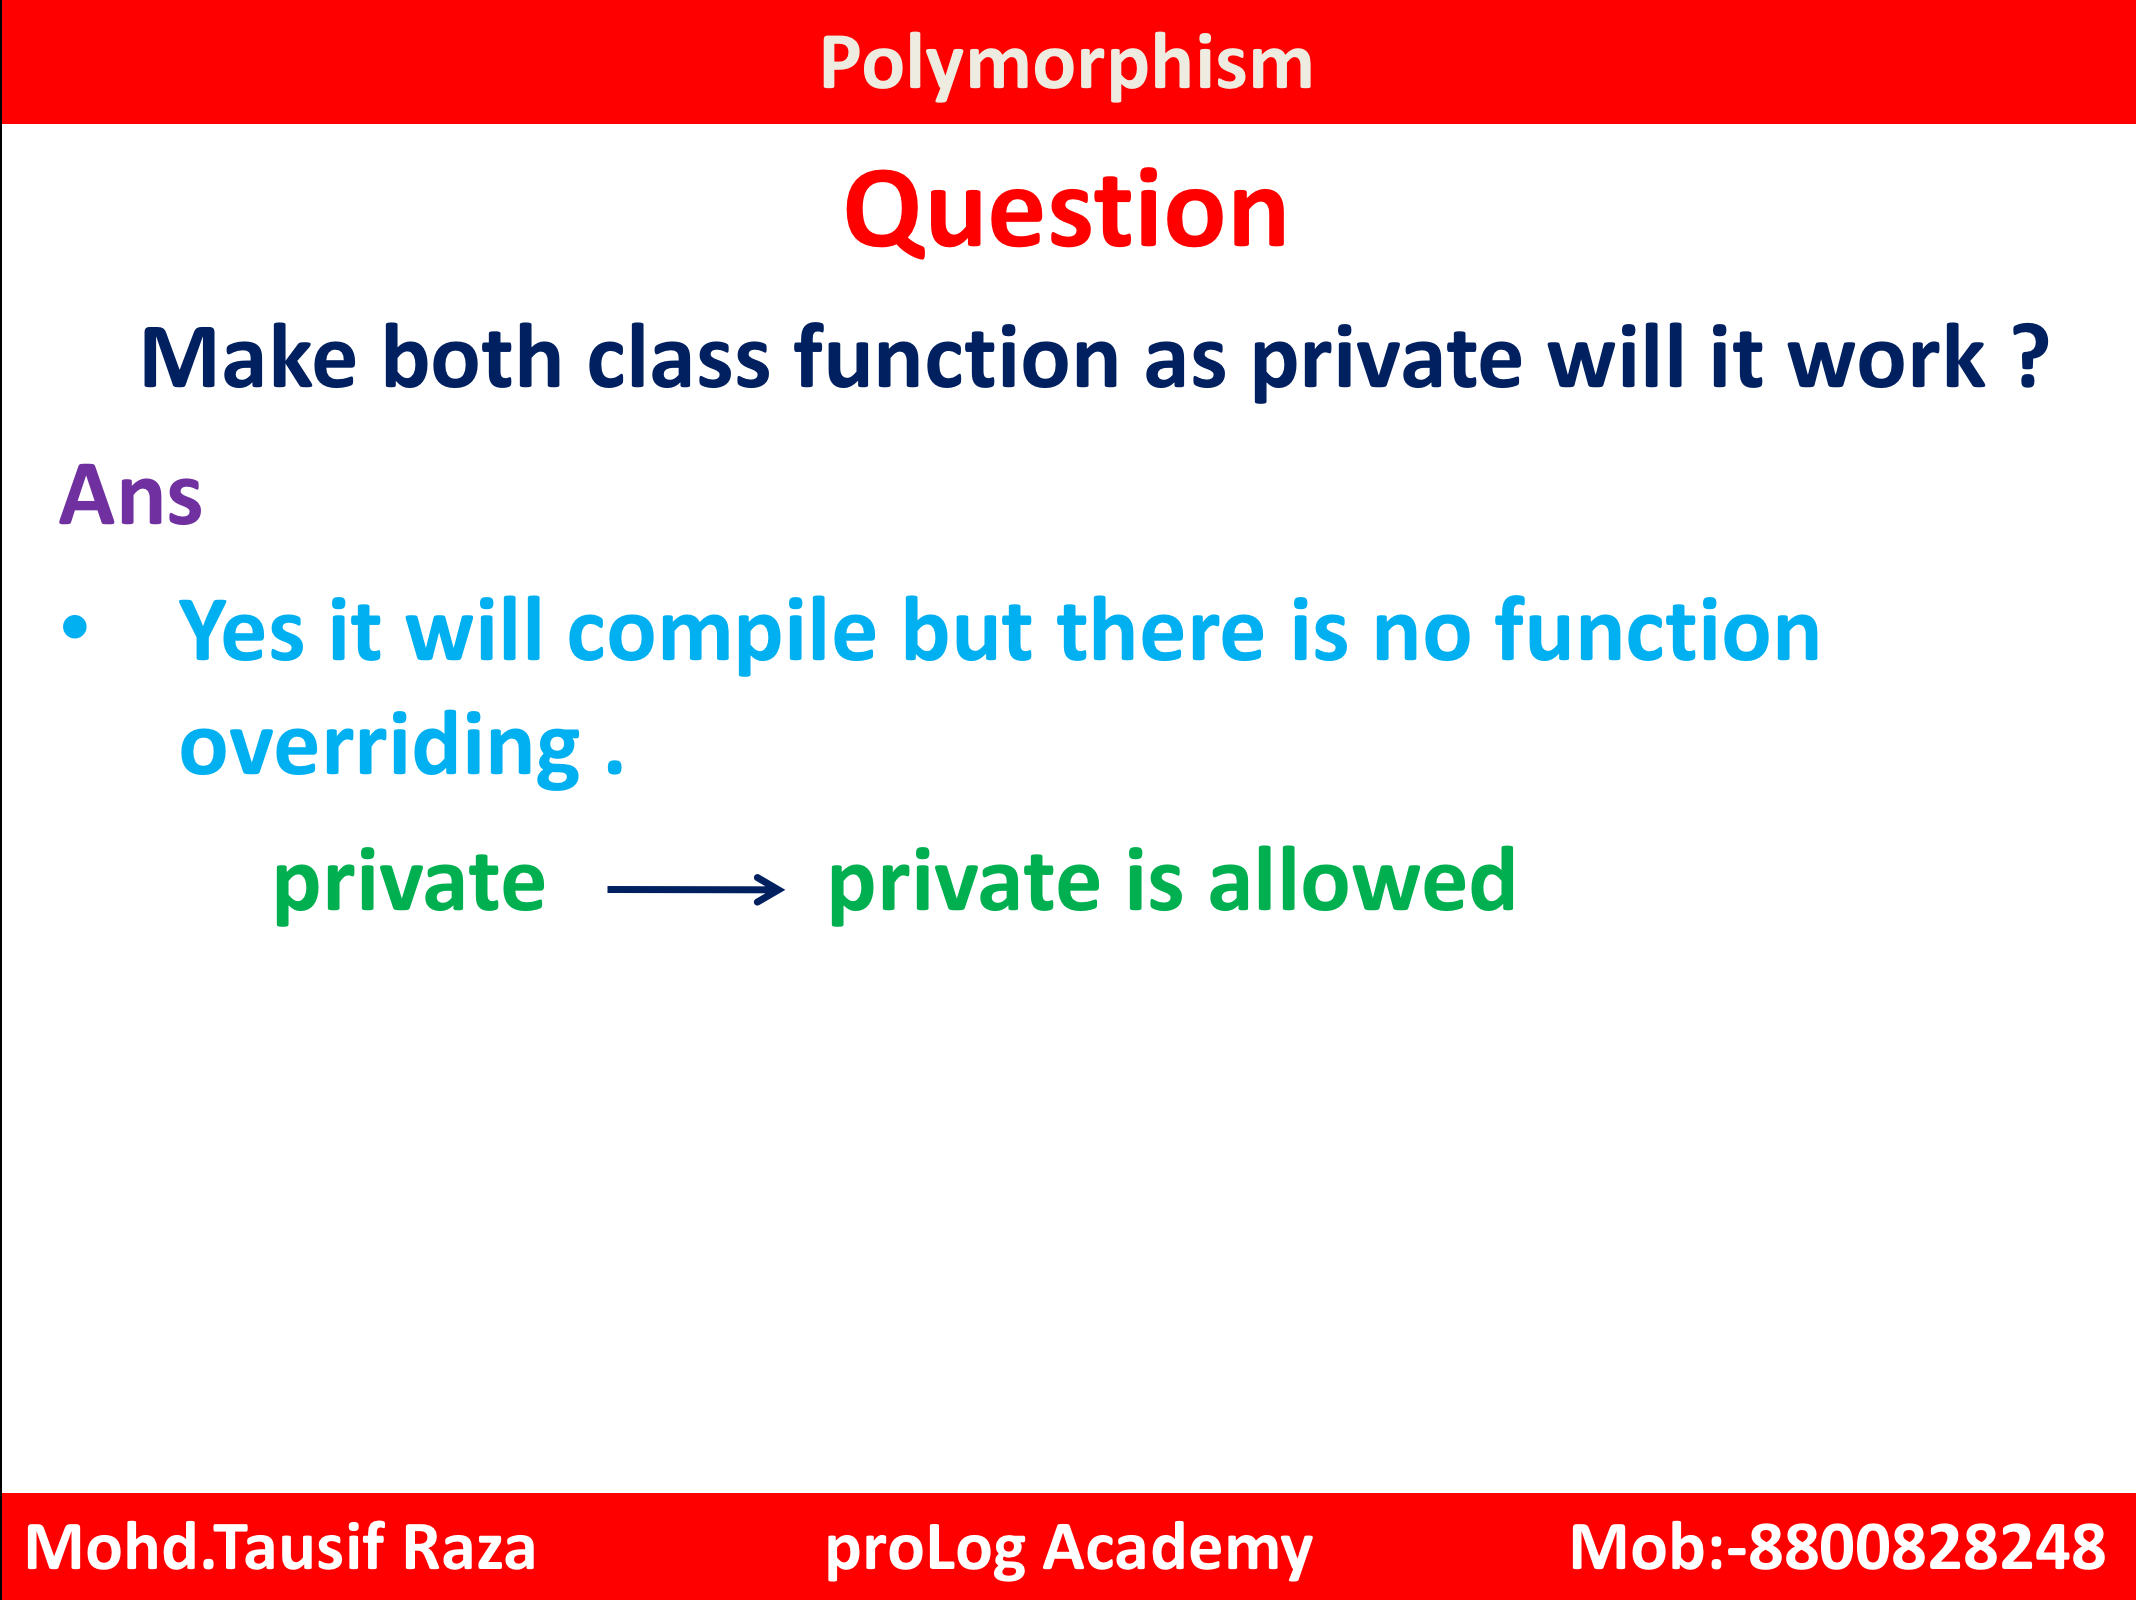 Polymorphism
Question
Make both class function as private will it work ?
Ans
• Yes it will compile but there is no function
overriding .
private → private is allowed
Mohd.Tausif Raza proLog Academy Mob:-8800828248